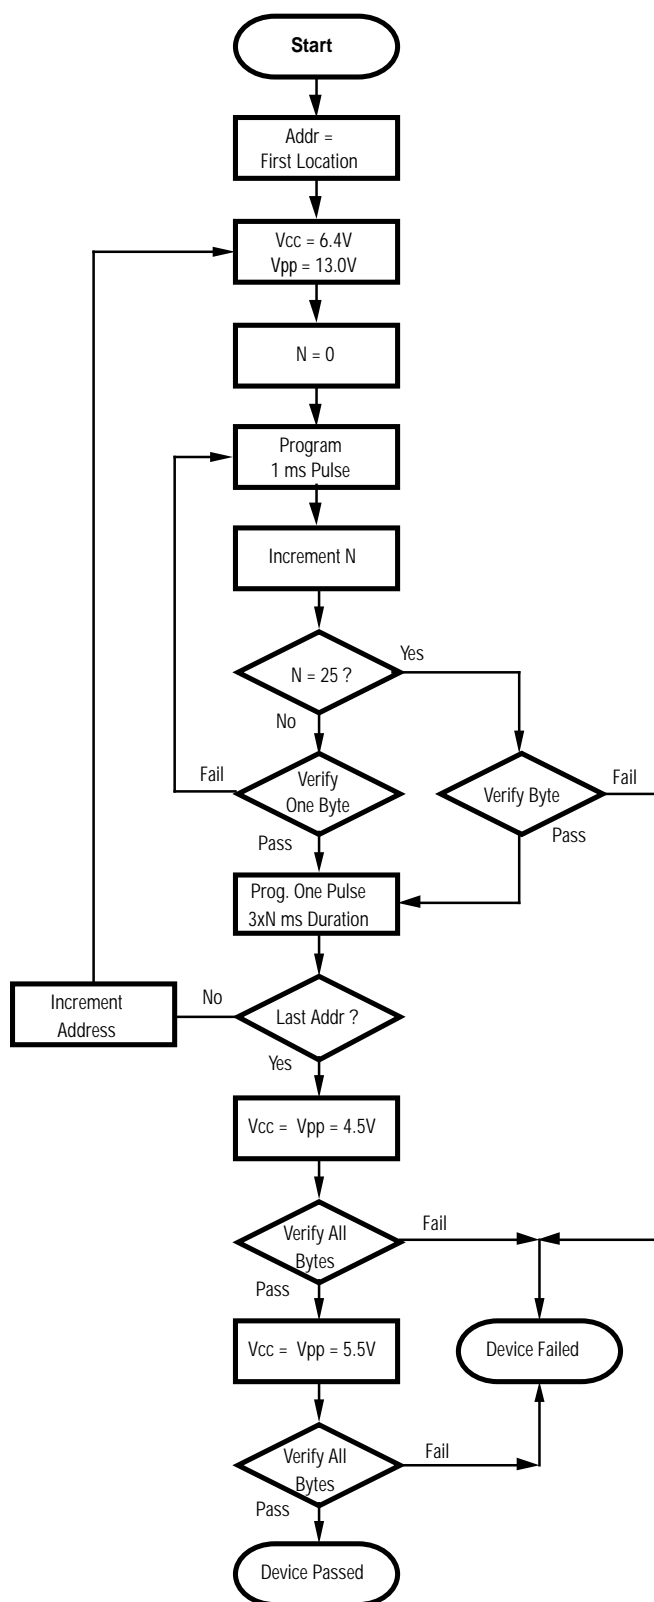 Start
Addr =
First Location
Vcc = 6.4V
Vpp = 13.0V
N = 0
Program
1 ms Pulse
Increment N
N = 25 ?
Yes
No
Fail
Verify
One Byte
Verify Byte
Fail
Pass
Pass
Prog. One Pulse
3xN ms Duration
Increment
Address
No
Last Addr ?
Yes
Vcc = Vpp = 4.5V
Verify All
Bytes
Fail
Pass
Vcc = Vpp = 5.5V
Device Failed
Verify All
Bytes
Fail
Pass
Device Passed